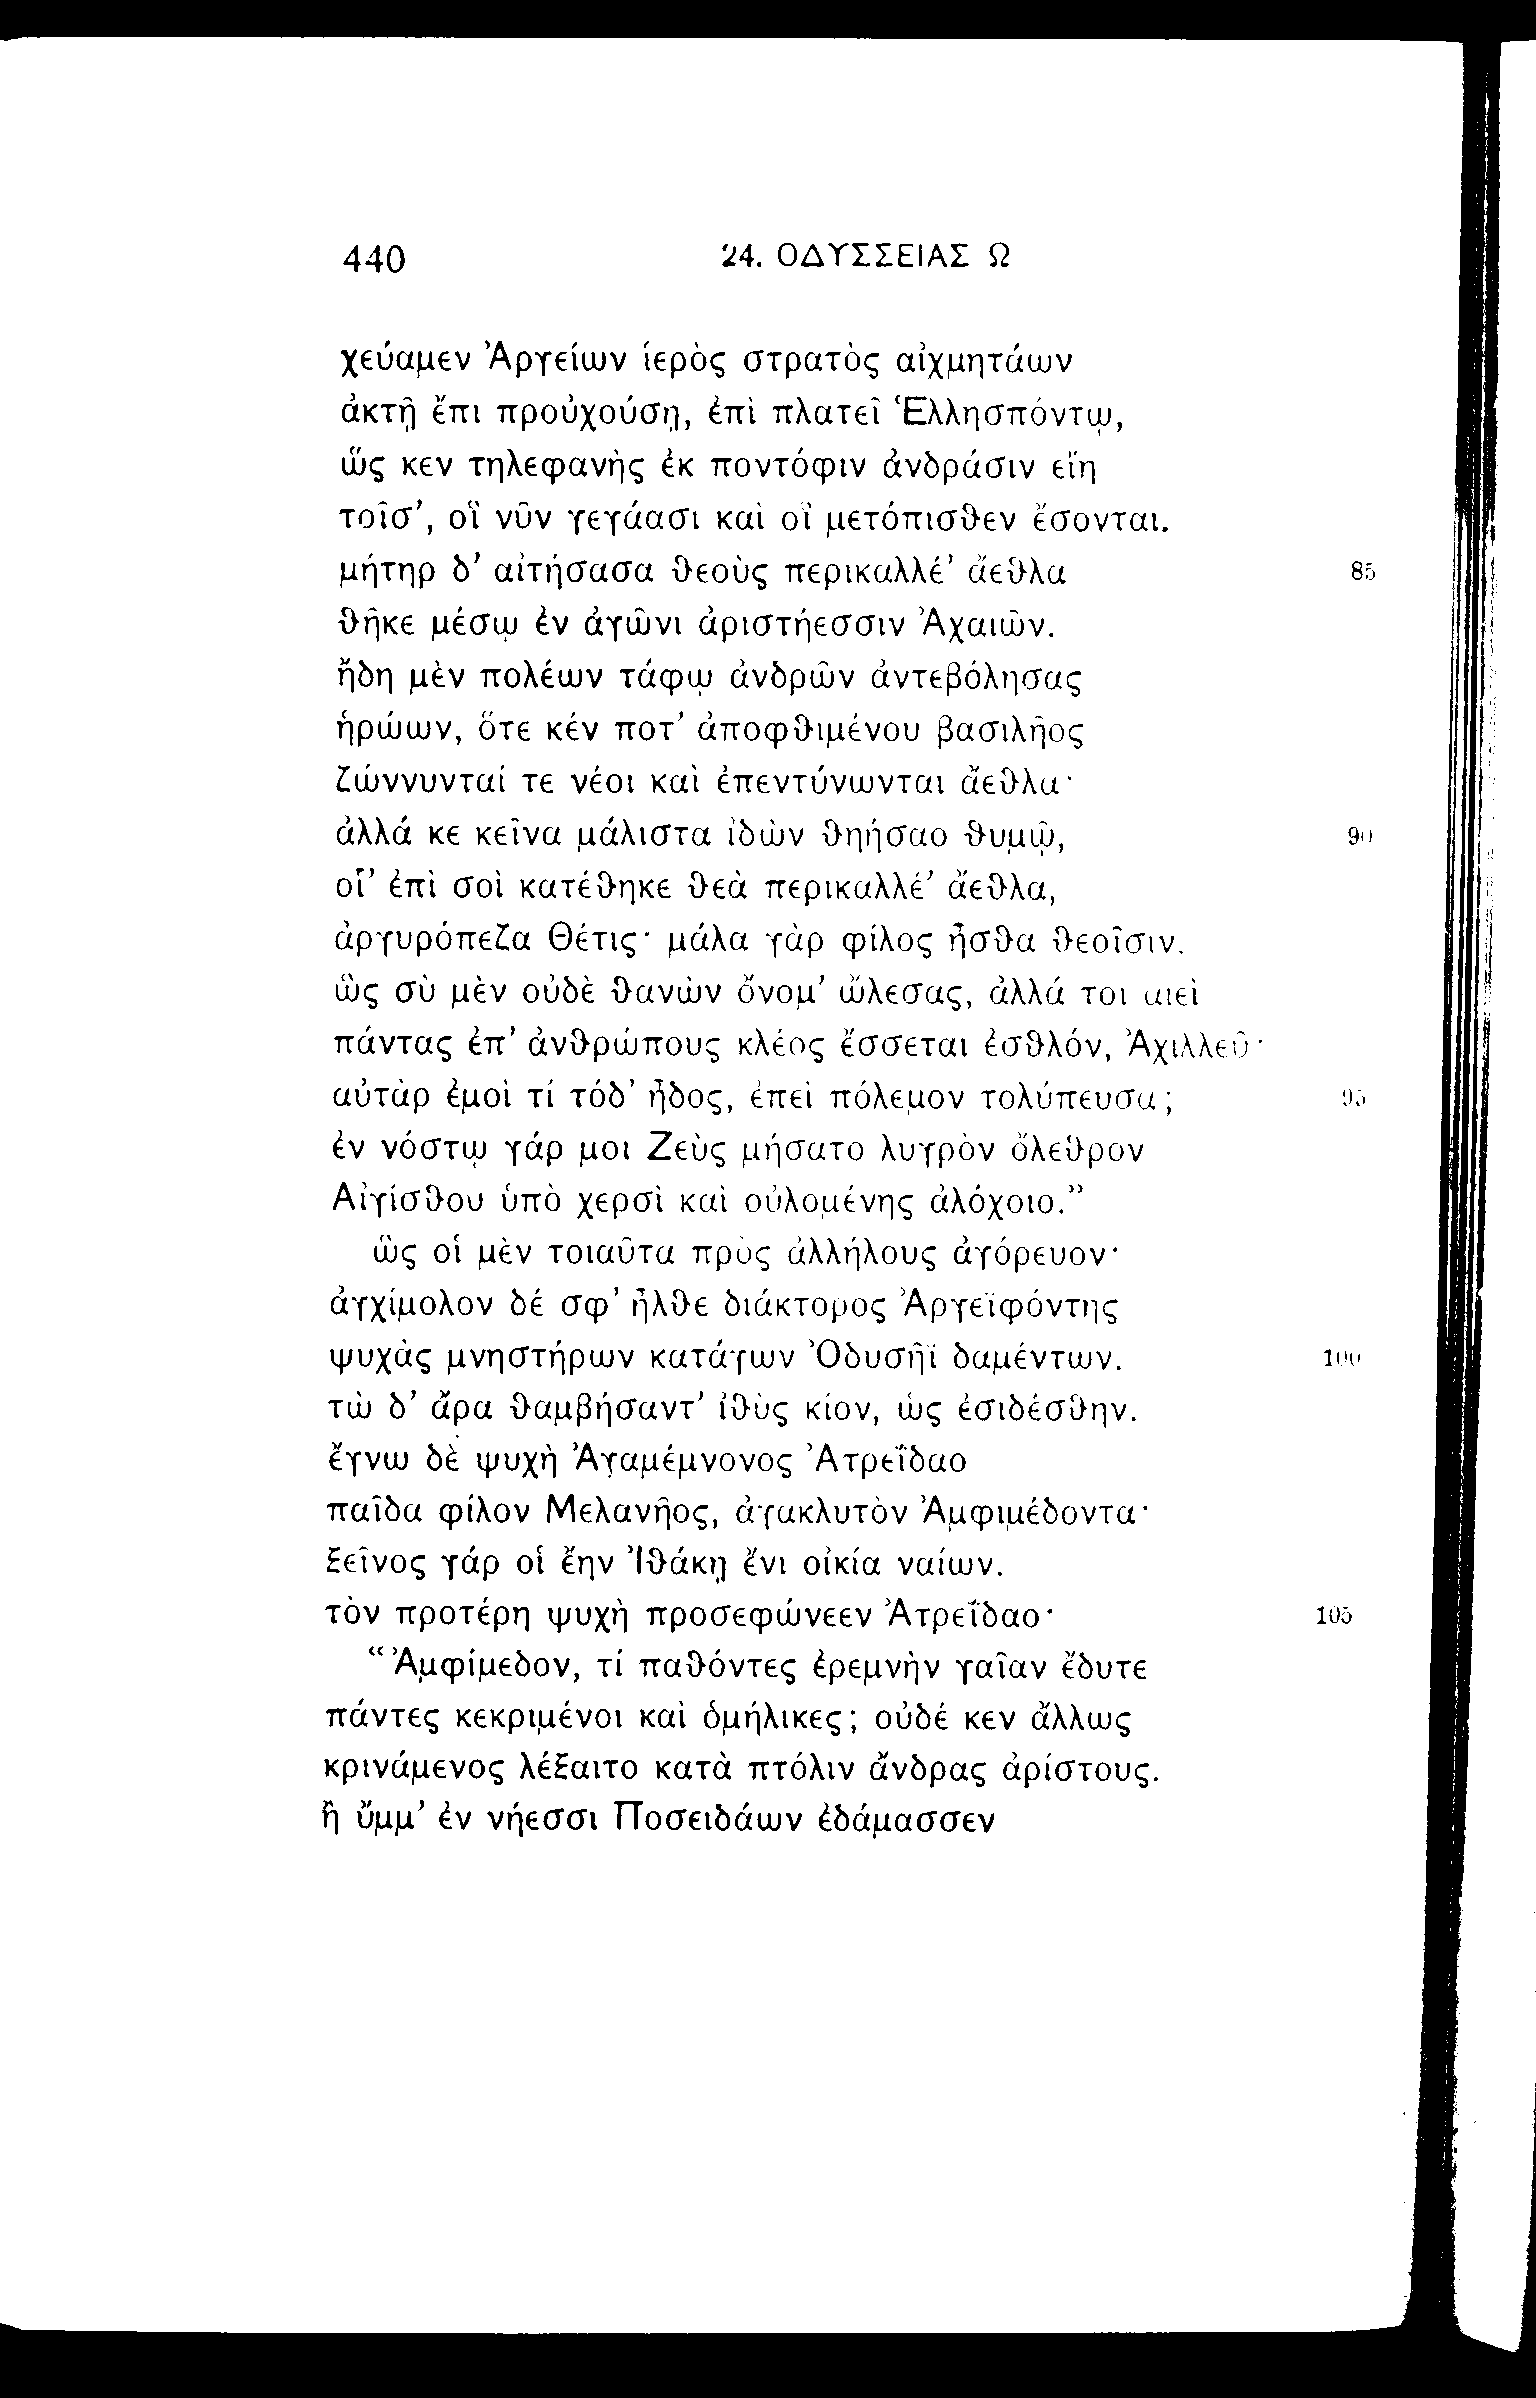 440 24. ΟΔΥΣΣΕΙΑΣ Ω
χεύαμεν Ἀργείων ἱερὸς στρατὸς αἰχμητάων
ἀκτῇ ἔπι προὐχούσῃ, ἐπὶ πλατεῖ Ἑλλησπόντῳ,
ὥς κεν τηλεφανὴς ἐκ ποντόφιν ἀνδράσιν εἴη
τοῖσ’, οἳ νῦν γεγάασι καὶ οἳ μετόπισθεν ἔσονται.
μήτηρ δ’ αἰτήσασα θεοὺς περικαλλέ’ ἄεθλα 85
θῆκε μέσῳ ἐν ἀγῶνι ἀριστήεσσιν Ἀχαιῶν.
ἤδη μὲν πολέων τάφῳ ἀνδρῶν ἀντεβόλησας
ἡρώων, ὅτε κέν ποτ’ ἀποφθιμένου βασιλῆος
ζώννυνταί τε νέοι καὶ ἐπεντύνωνται ἄεθλα·
ἀλλά κε κεῖνα μάλιστα ἰδὼν θηήσαο θυμῷ, 90
οἷ’ ἐπὶ σοὶ κατέθηκε θεὰ περικαλλέ’ ἄεθλα,
ἀργυρόπεζα Θέτις· μάλα γὰρ φίλος ἦσθα θεοῖσιν.
ὣς σὺ μὲν οὐδὲ θανὼν ὄνομ’ ὤλεσας, ἀλλά τοι αἰεὶ
πάντας ἐπ’ ἀνθρώπους κλέος ἔσσεται ἐσθλόν, Ἀχιλλεῦ·
αὐτὰρ ἐμοὶ τί τόδ’ ἦδος, ἐπεὶ πόλεμον τολύπευσα; 95
ἐν νόστῳ γάρ μοι Ζεὺς μήσατο λυγρὸν ὄλεθρον
Αἰγίσθου ὑπὸ χερσὶ καὶ οὐλομένης ἀλόχοιο.”
ὣς οἱ μὲν τοιαῦτα πρὸς ἀλλήλους ἀγόρευον·
ἀγχίμολον δέ σφ’ ἦλθε διάκτορος Ἀργεϊφόντης
ψυχὰς μνηστήρων κατάγων Ὀδυσῆϊ δαμέντων. 100
τὼ δ’ ἄρα θαμβήσαντ’ ἰθὺς κίον, ὡς ἐσιδέσθην.
ἔγνω δὲ ψυχὴ Ἀγαμέμνονος Ἀτρεΐδαο
παῖδα φίλον Μελανῆος, ἀγακλυτὸν Ἀμφιμέδοντα·
ξεῖνος γάρ οἱ ἔην Ἰθάκῃ ἔνι οἰκία ναίων.
τὸν προτέρη ψυχὴ προσεφώνεεν Ἀτρεΐδαο· 105
“Ἀμφίμεδον, τί παθόντες ἐρεμνὴν γαῖαν ἔδυτε
πάντες κεκριμένοι καὶ ὁμήλικες; οὐδέ κεν ἄλλως
κρινάμενος λέξαιτο κατὰ πτόλιν ἄνδρας ἀρίστους.
ἢ ὔμμ’ ἐν νήεσσι Ποσειδάων ἐδάμασσεν